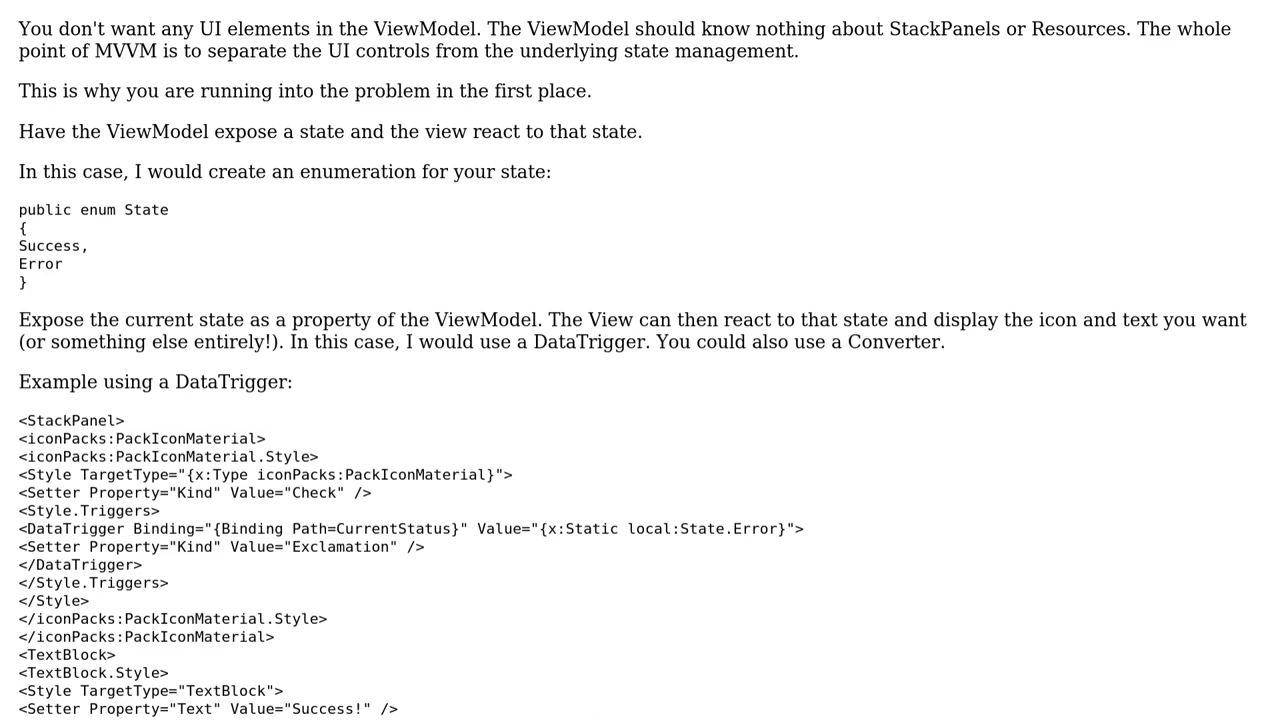 You don't want any UI elements in the ViewModel. The ViewModel should know nothing about StackPanels or Resources. The whole
point of MVVM is to separate the UI controls from the underlying state management.
This is why you are running into the problem in the first place.
Have the ViewModel expose a state and the view react to that state.
In this case, I would create an enumeration for your state:
public enum State
{
Success,
Error
}
Expose the current state as a property of the ViewModel. The View can then react to that state and display the icon and text you want
(or something else entirely!). In this case, I would use a DataTrigger. You could also use a Converter.
Example using a DataTrigger:
<StackPanel>
<iconPacks:PackIconMaterial>
<iconPacks:PackIconMaterial.Style>
<Style TargetType="{x:Type iconPacks:PackIconMaterial}">
<Setter Property="Kind" Value="Check" />
<Style.Triggers>
<DataTrigger Binding="{Binding Path=CurrentStatus}" Value="{x:Static local:State.Error}">
<Setter Property="Kind" Value="Exclamation" />
</DataTrigger>
</Style.Triggers>
</Style>
</iconPacks:PackIconMaterial.Style>
</iconPacks:PackIconMaterial>
<TextBlock>
<TextBlock.Style>
<Style TargetType="TextBlock">
<Setter Property="Text" Value="Success!" />